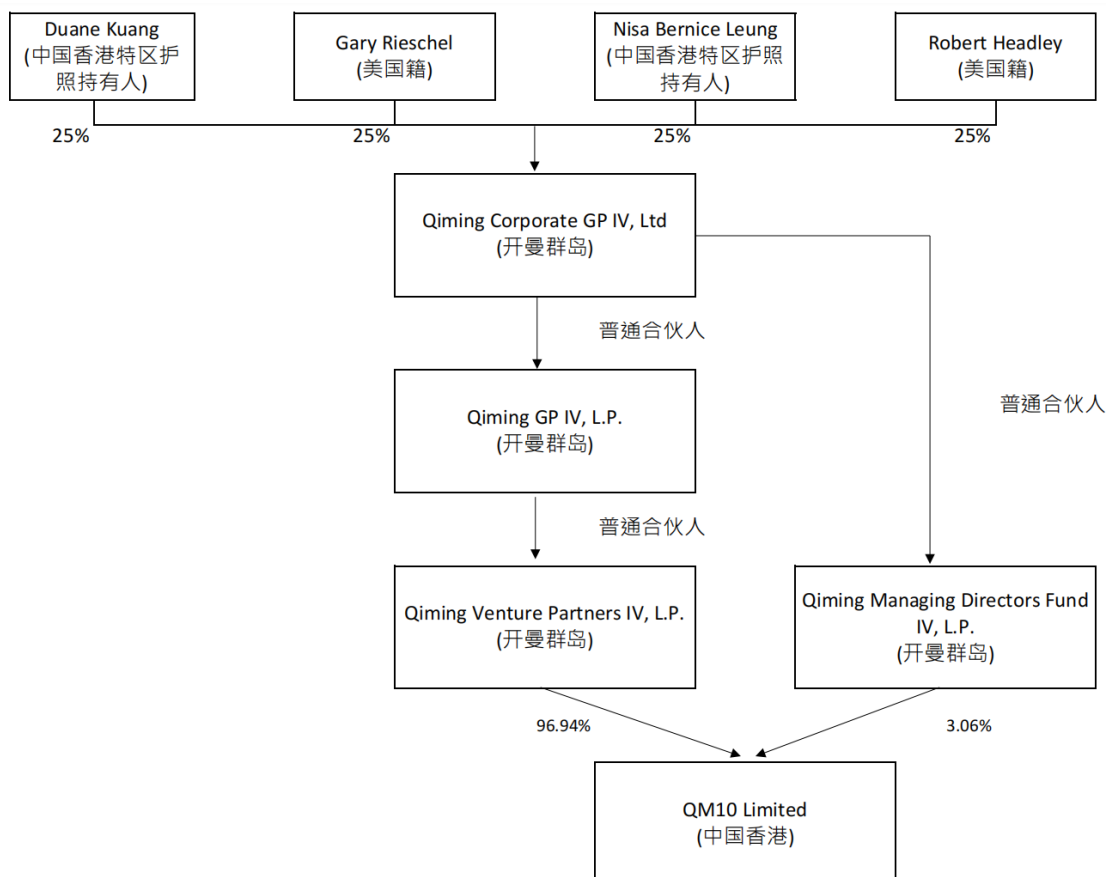 Duane Kuang
(中国香港特区护
照持有人)
Gary Rieschel
(美国籍)
Nisa Bernice Leung
(中国香港特区护照
持有人)
Robert Headley
(美国籍)
25%
25%
25%
25%
Qiming Corporate GP IV, Ltd
(开曼群岛)
普通合伙人
Qiming GP IV, L.P.
(开曼群岛)
普通合伙人
普通合伙人
Qiming Venture Partners IV, L.P.
(开曼群岛)
Qiming Managing Directors Fund
IV, L.P.
(开曼群岛)
96.94%
3.06%
QM10 Limited
(中国香港)